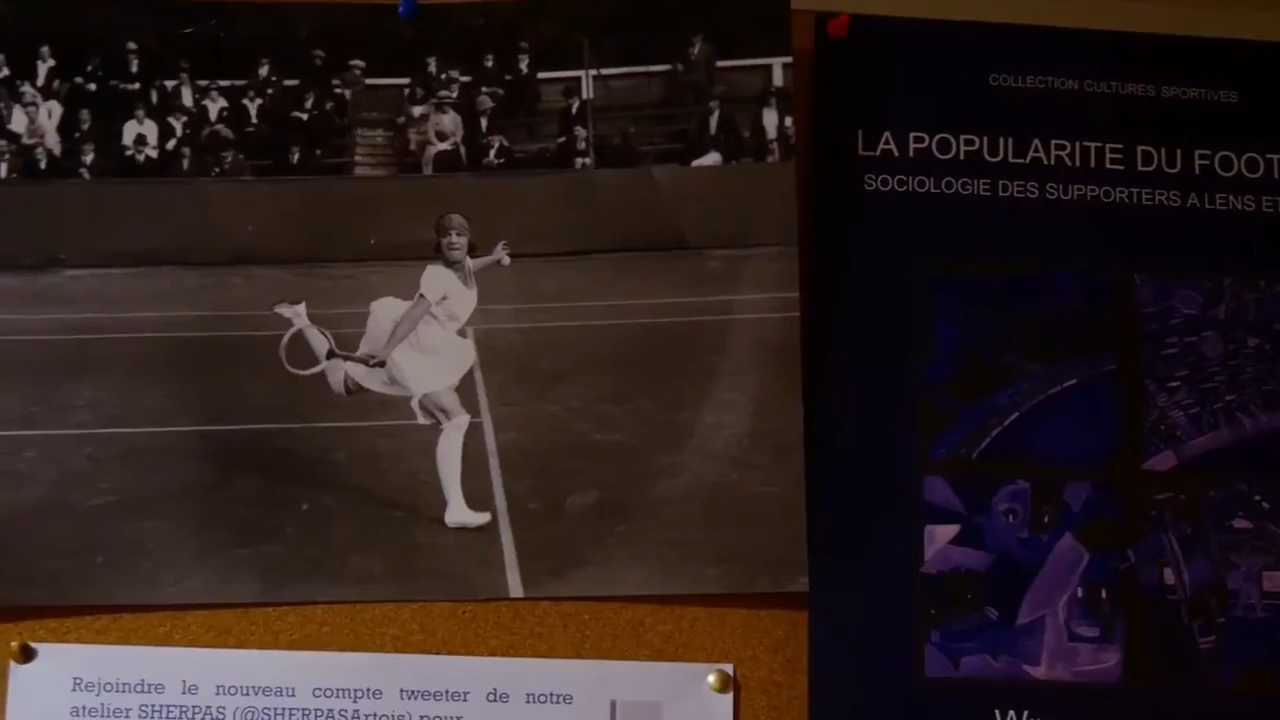 COLLECTION CULTURES SPORTIVES
LA POPULARITE DU FOOT
SOCIOLOGIE DES SUPPORTERS A LENS ET
Rejoindre le nouveau compte tweeter de notre
atelier SHERPAS (@SHERPASArtois) pour